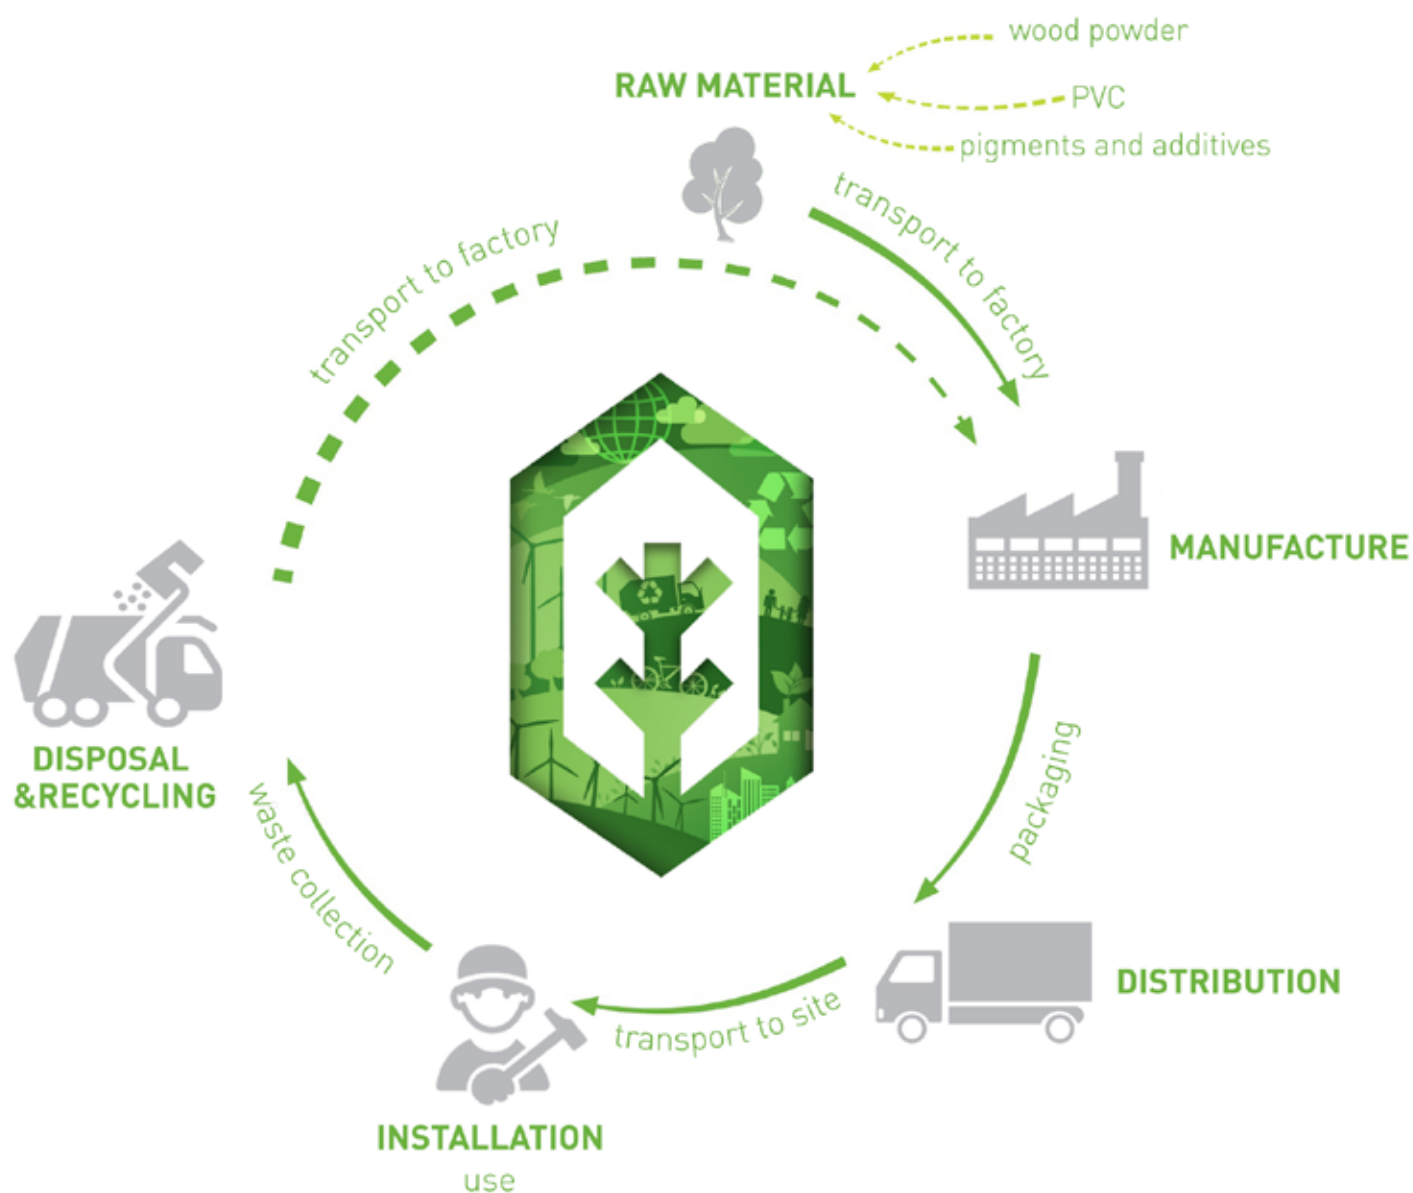 wood powder
RAW MATERIAL
PVC
pigments and additives
transport to factory
transport to factory
MANUFACTURE
packaging
DISTRIBUTION
transport to site
INSTALLATION
use
waste collection
DISPOSAL
&RECYCLING